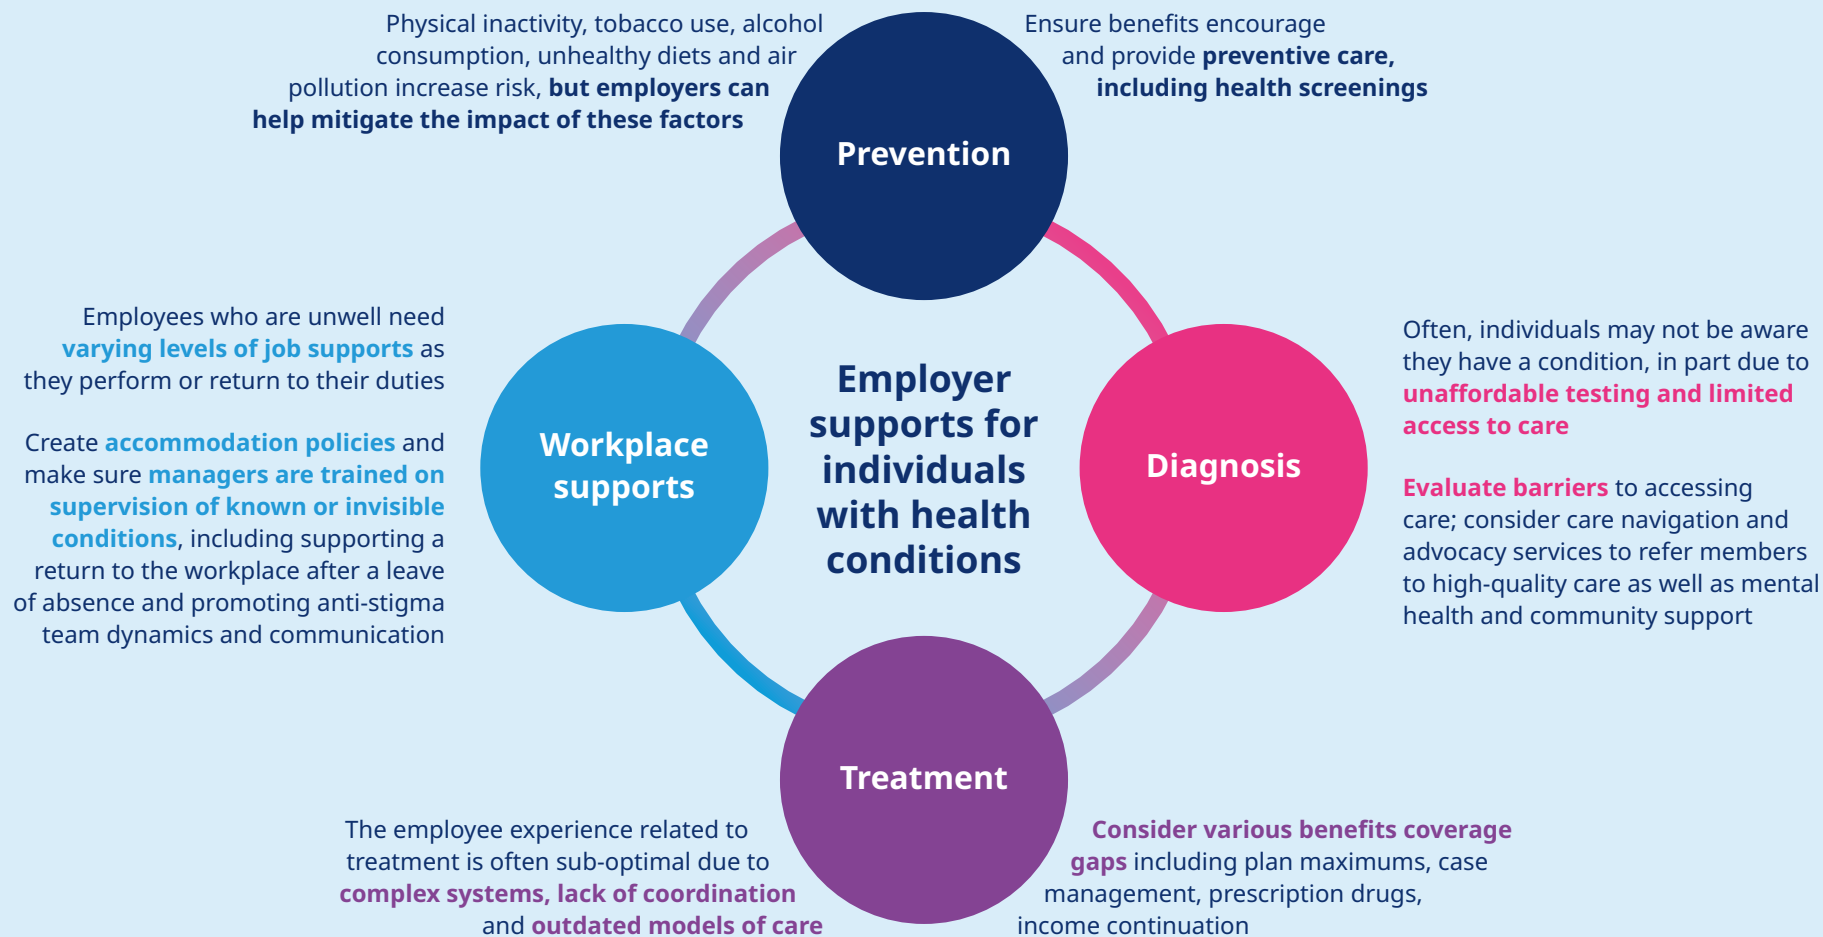 Physical inactivity, tobacco use, alcohol
consumption, unhealthy diets and air
pollution increase risk, but employers can
help mitigate the impact of these factors
Ensure benefits encourage
and provide preventive care,
including health screenings
Prevention
Employees who are unwell need
varying levels of job supports as
they perform or return to their duties
Create accommodation policies and
make sure managers are trained on
supervision of known or invisible
conditions, including supporting a
return to the workplace after a leave
of absence and promoting anti-stigma
team dynamics and communication
Workplace
supports
Employer
supports for
individuals
with health
conditions
Diagnosis
Often, individuals may not be aware
they have a condition, in part due to
unaffordable testing and limited
access to care
Evaluate barriers to accessing
care; consider care navigation and
advocacy services to refer members
to high-quality care as well as mental
health and community support
Treatment
The employee experience related to
treatment is often sub-optimal due to
complex systems, lack of coordination
and outdated models of care
Consider various benefits coverage
gaps including plan maximums, case
management, prescription drugs,
income continuation